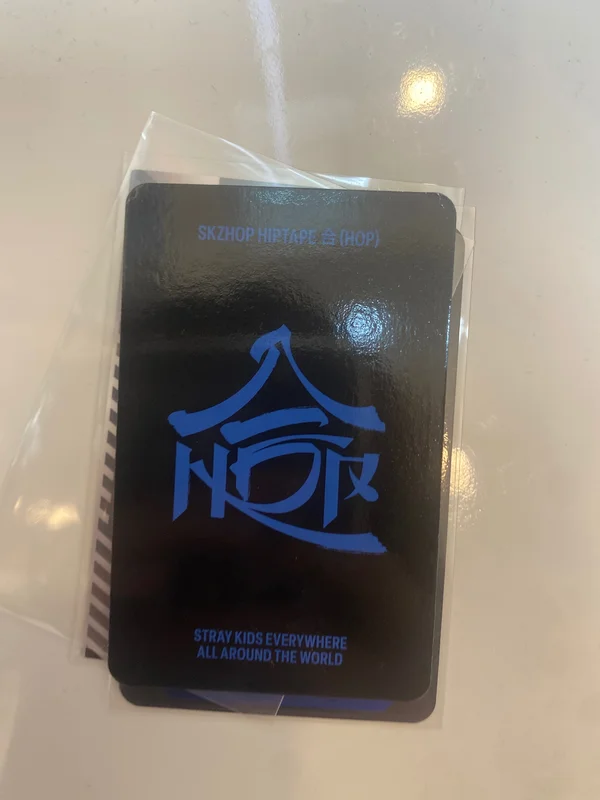 SKZHOP HIPTAPE 合 (HOP)
合
HOP
STRAY KIDS EVERYWHERE
ALL AROUND THE WORLD